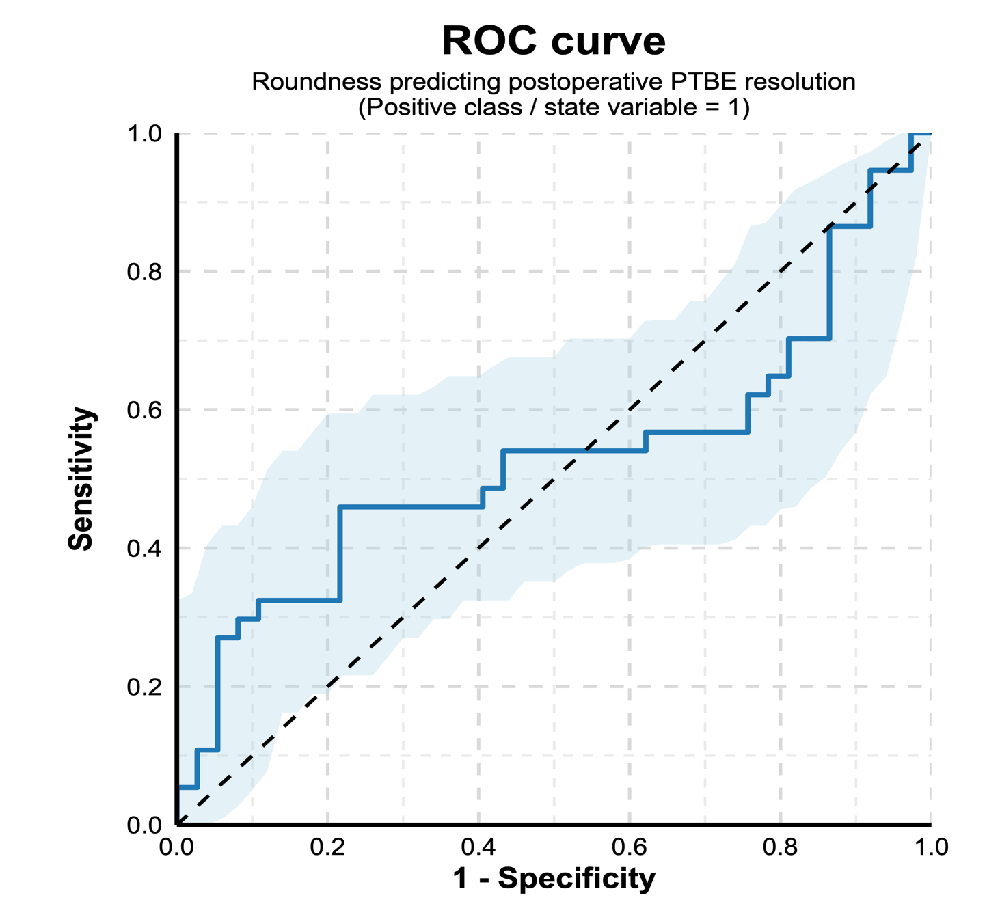 ROC curve
Roundness predicting postoperative PTBE resolution
(Positive class / state variable = 1)
1.0
0.8
0.6
0.4
0.2
0.0
Sensitivity
0.0 0.2 0.4 0.6 0.8 1.0
1 - Specificity